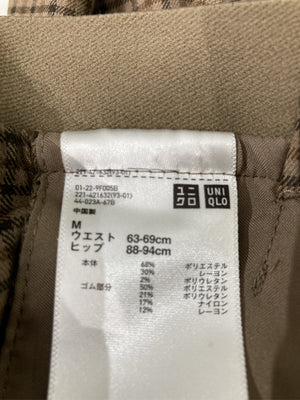 01-22-9F005B
221-421632(93-01)
44-023A-67B
中国製
ユニ
クロ
UNI
QLO
M
ウエスト 63-69cm
ヒップ 88-94cm
本体 68% ポリエステル
30% レーヨン
2% ポリウレタン
ゴム部分 50% ポリエステル
21% ポリウレタン
17% ナイロン
12% レーヨン